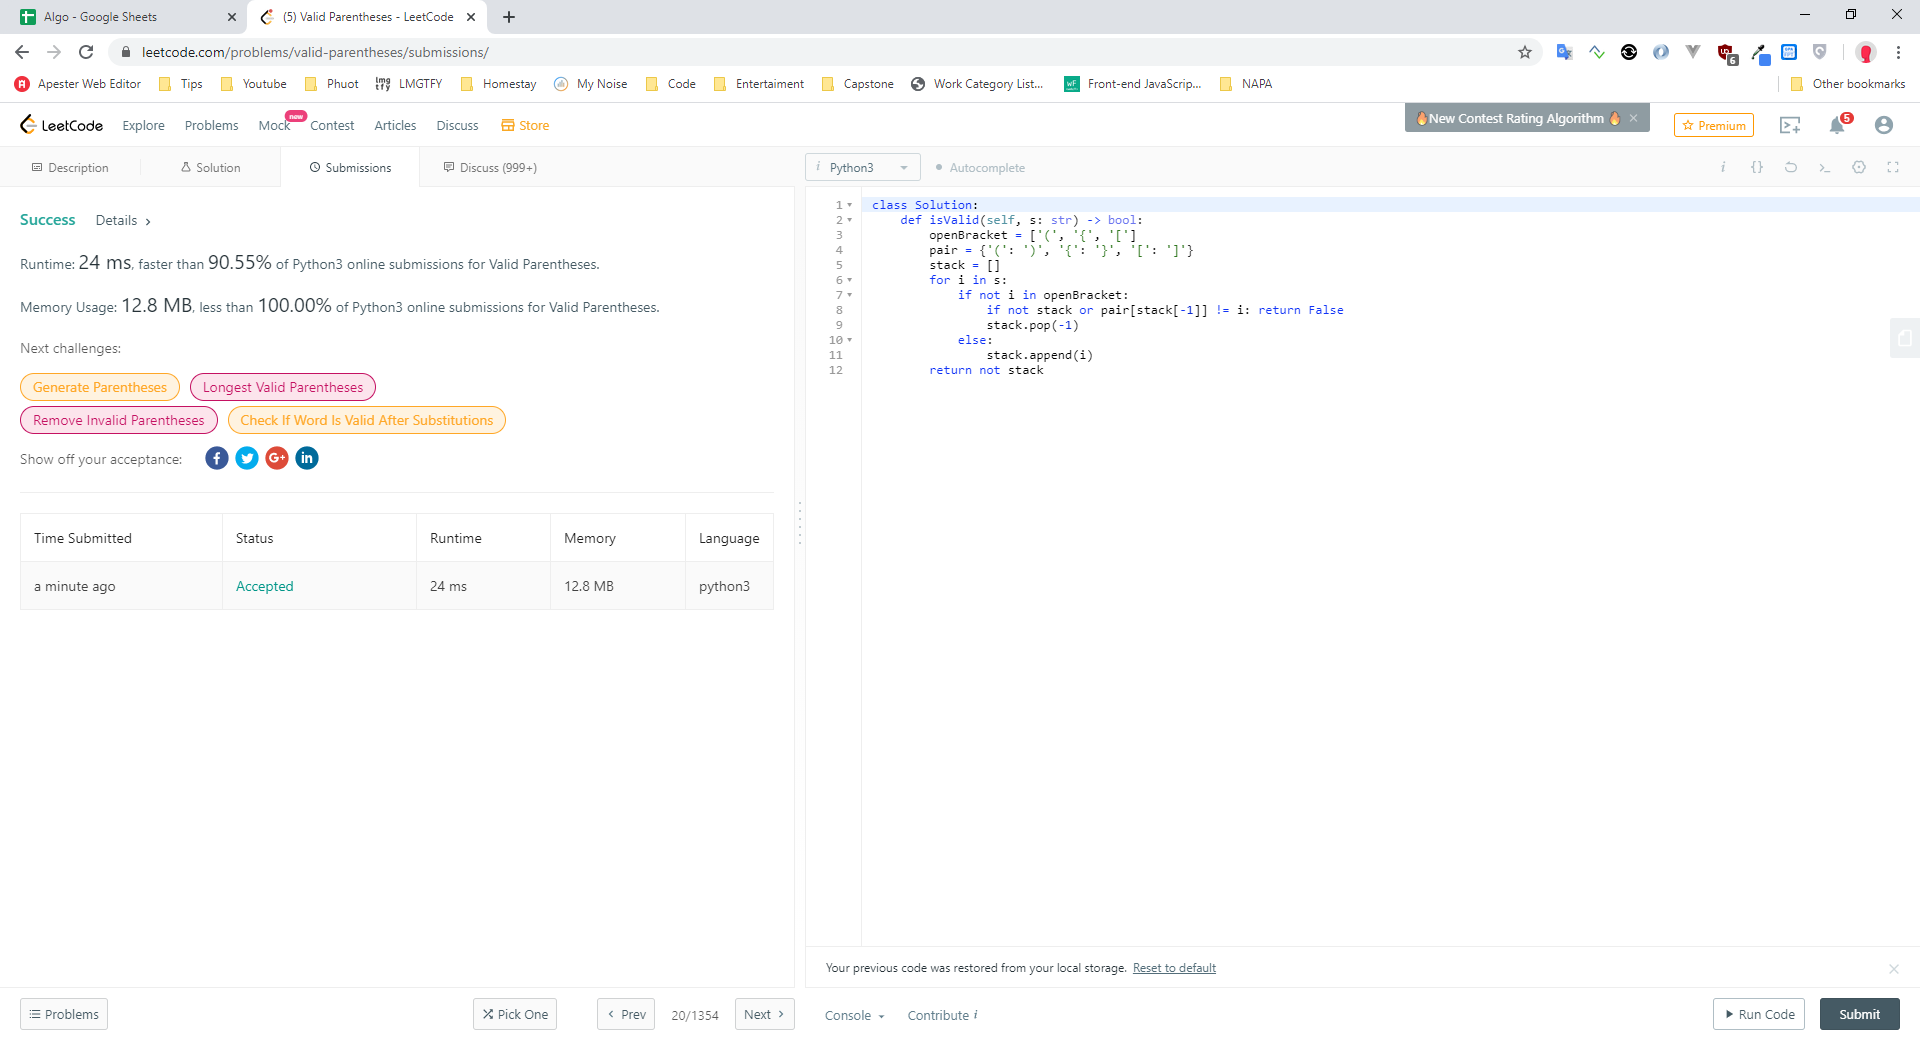 Algo - Google Sheets
(5) Valid Parentheses - LeetCode
leetcode.com/problems/valid-parentheses/submissions/
6
Apester Web Editor Tips Youtube Phuot LMGTFY Homestay My Noise Code Entertaiment Capstone Work Category List... Front-end JavaScrip... NAPA Other bookmarks
LeetCode Explore Problems Mock new Contest Articles Discuss Store
🔥New Contest Rating Algorithm 🔥 ×
Premium
5
Description Solution Submissions Discuss (999+)
i Python3 Autocomplete
Success Details ›
Runtime: 24 ms, faster than 90.55% of Python3 online submissions for Valid Parentheses.
Memory Usage: 12.8 MB, less than 100.00% of Python3 online submissions for Valid Parentheses.
Next challenges:
Generate Parentheses Longest Valid Parentheses
Remove Invalid Parentheses Check If Word Is Valid After Substitutions
Show off your acceptance: f G+ in
Time Submitted Status Runtime Memory Language
a minute ago Accepted 24 ms 12.8 MB python3
1 class Solution:
2     def isValid(self, s: str) -> bool:
3         openBracket = ['(', '{', '[']
4         pair = {'(': ')', '{': '}', '[': ']'}
5         stack = []
6         for i in s:
7             if not i in openBracket:
8                 if not stack or pair[stack[-1]] != i: return False
9                 stack.pop(-1)
10             else:
11                 stack.append(i)
12         return not stack
Your previous code was restored from your local storage. Reset to default
Problems Pick One ‹ Prev 20/1354 Next › Console Contribute i Run Code Submit